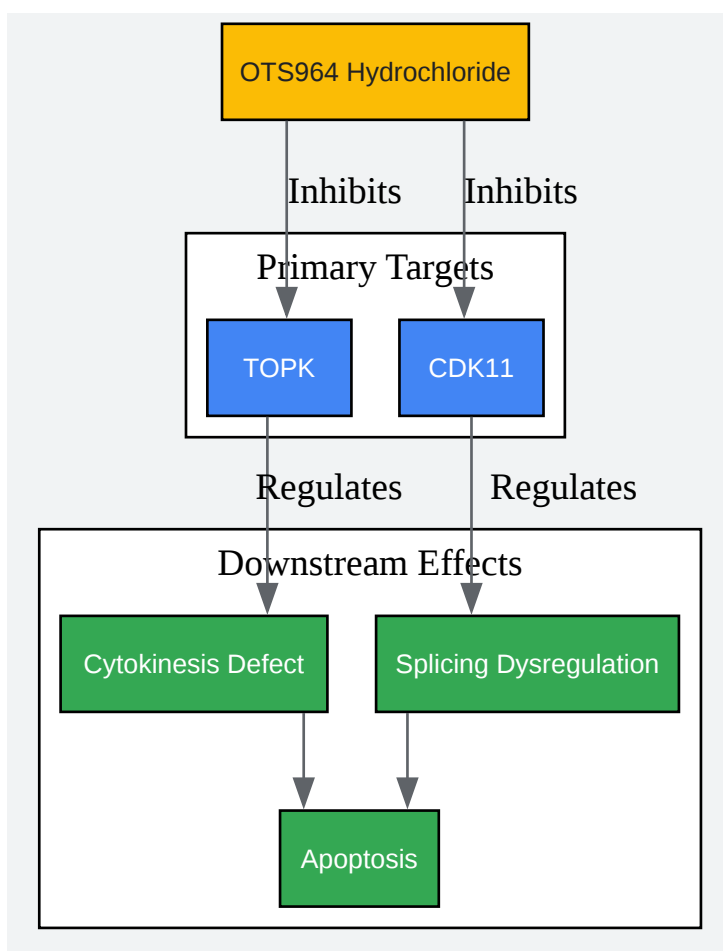 OTS964 Hydrochloride
Inhibits
Inhibits
Primary Targets
TOPK
CDK11
Regulates
Regulates
Downstream Effects
Cytokinesis Defect
Splicing Dysregulation
Apoptosis